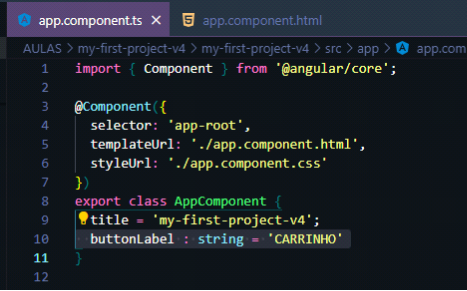 app.component.ts × app.component.html
AULAS > my-first-project-v4 > my-first-project-v4 > src > app > app.com
1 import { Component } from '@angular/core';
2
3 @Component({
4 selector: 'app-root',
5 templateUrl: './app.component.html',
6 styleUrl: './app.component.css'
7 })
8 export class AppComponent {
9 title = 'my-first-project-v4';
10 buttonLabel : string = 'CARRINHO'
11 }
12